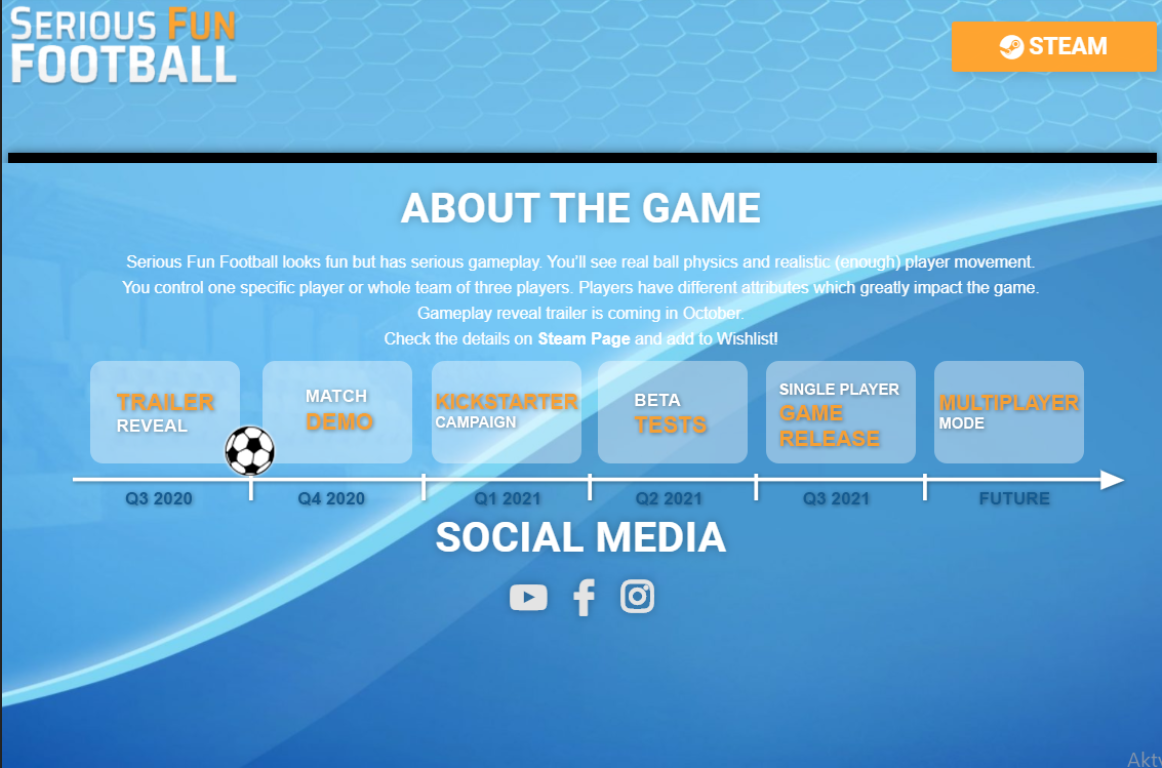 SERIOUS FUN
FOOTBALL
STEAM
ABOUT THE GAME
Serious Fun Football looks fun but has serious gameplay. You'll see real ball physics and realistic (enough) player movement.
You control one specific player or whole team of three players. Players have different attributes which greatly impact the game.
Gameplay reveal trailer is coming in October.
Check the details on Steam Page and add to Wishlist!
TRAILER
REVEAL
MATCH
DEMO
KICKSTARTER
CAMPAIGN
BETA
TESTS
SINGLE PLAYER
GAME
RELEASE
MULTIPLAYER
MODE
Q3 2020
Q4 2020
Q1 2021
Q2 2021
Q3 2021
FUTURE
SOCIAL MEDIA